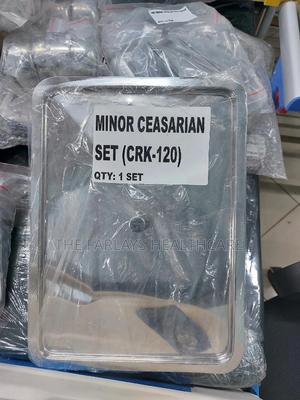 MINOR CEASARIAN
SET (CRK-120)
QTY: 1 SET
THE FARLAYS HEALTHCARE